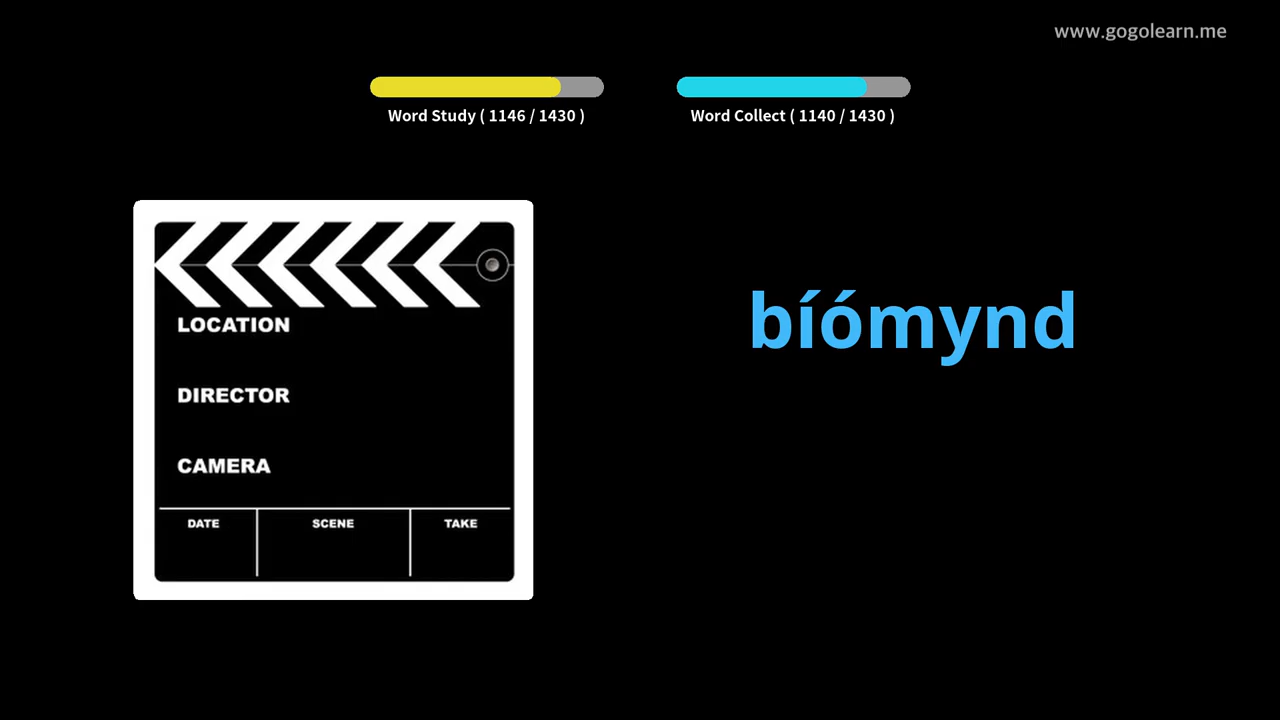 www.gogolearn.me
Word Study ( 1146 / 1430 )
Word Collect ( 1140 / 1430 )
LOCATION
DIRECTOR
CAMERA
DATE
SCENE
TAKE
bíómynd